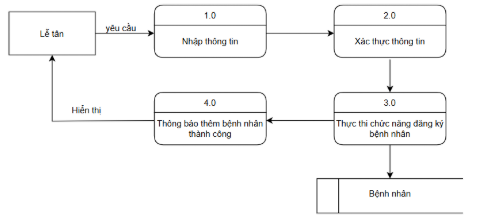 1.0
2.0
Lễ tân
yêu cầu
Nhập thông tin
Xác thực thông tin
4.0
3.0
Hiển thị
Thông báo thêm bệnh nhân
thành công
Thực thi chức năng đăng ký
bệnh nhân
Bệnh nhân